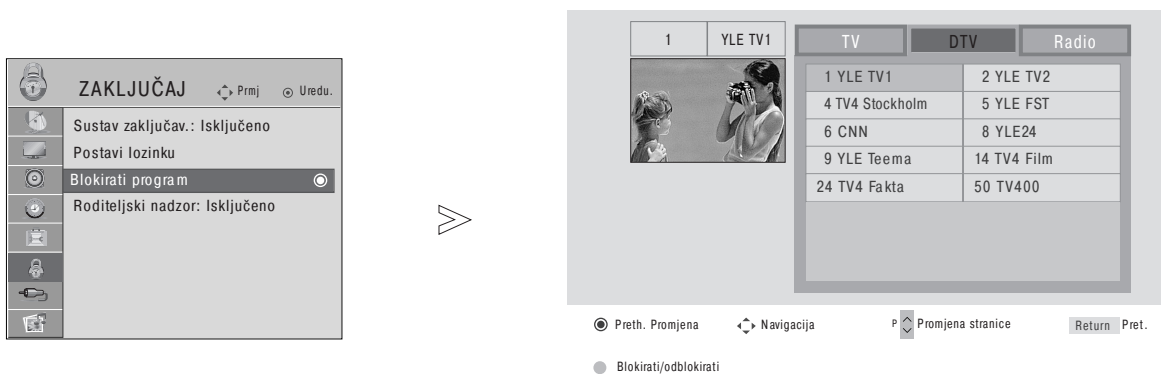 ZAKLJUČAJ Prmj Uredu.
Sustav zaključav.: Isključeno
Postavi lozinku
Blokirati program
Roditeljski nadzor: Isključeno
1 YLE TV1
TV DTV Radio
1 YLE TV1 2 YLE TV2
4 TV4 Stockholm 5 YLE FST
6 CNN 8 YLE24
9 YLE Teema 14 TV4 Film
24 TV4 Fakta 50 TV400
Preth. Promjena Navigacija P Promjena stranice Return Pret.
Blokirati/odblokirati